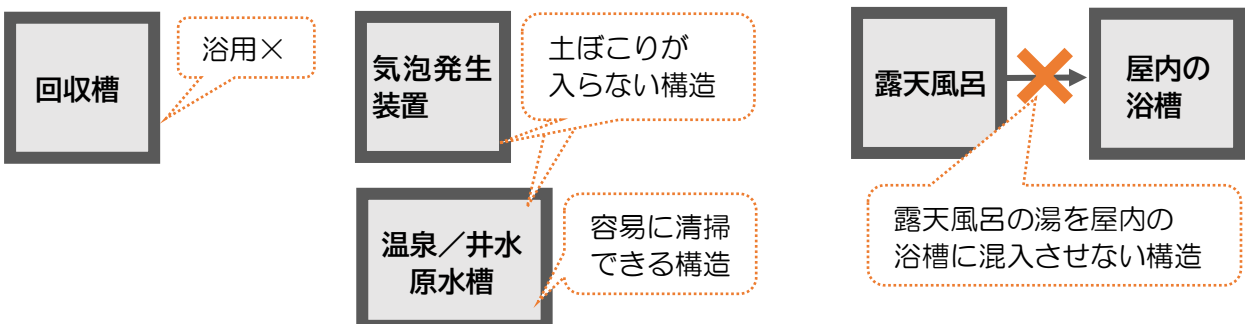 回収槽
浴用×
気泡発生
装置
土ぼこりが
入らない構造
温泉／井水
原水槽
容易に清掃
できる構造
露天風呂
屋内の
浴槽
露天風呂の湯を屋内の
浴槽に混入させない構造